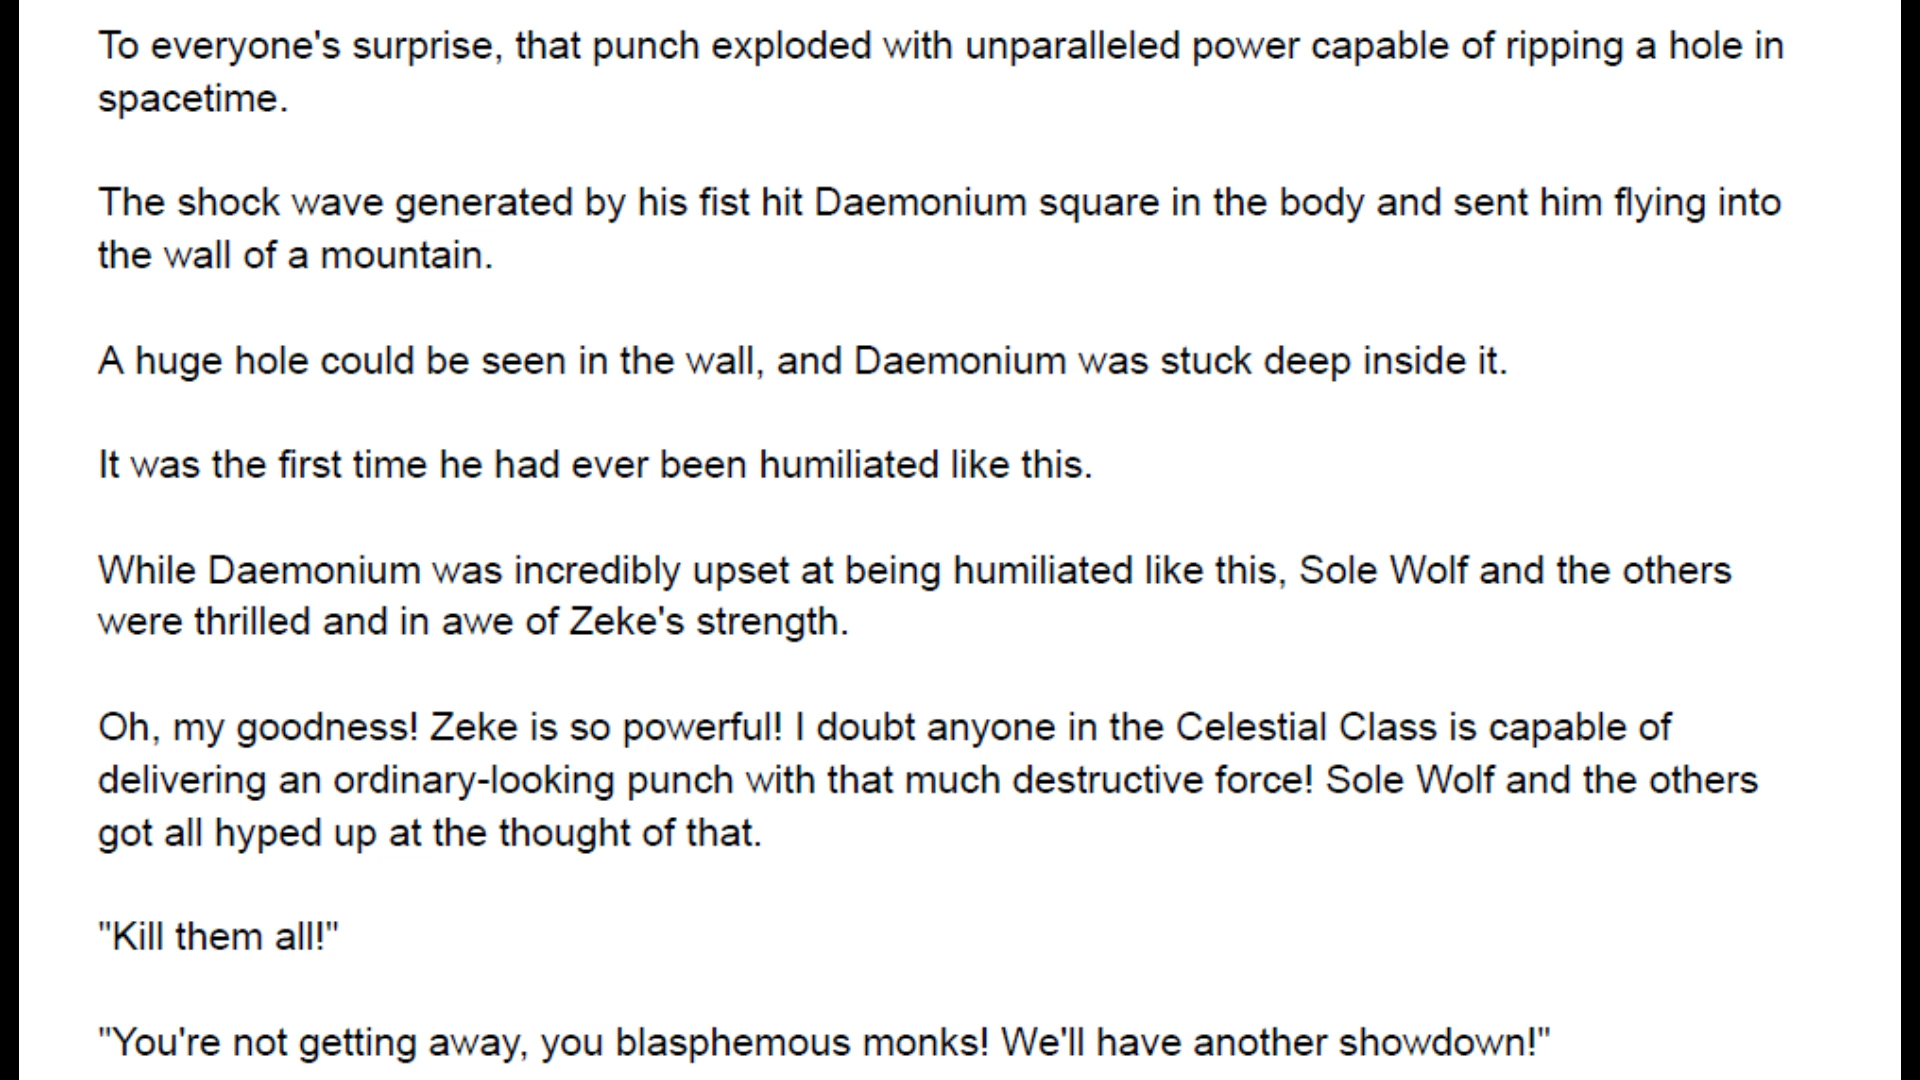 To everyone's surprise, that punch exploded with unparalleled power capable of ripping a hole in
spacetime.
The shock wave generated by his fist hit Daemonium square in the body and sent him flying into
the wall of a mountain.
A huge hole could be seen in the wall, and Daemonium was stuck deep inside it.
It was the first time he had ever been humiliated like this.
While Daemonium was incredibly upset at being humiliated like this, Sole Wolf and the others
were thrilled and in awe of Zeke's strength.
Oh, my goodness! Zeke is so powerful! I doubt anyone in the Celestial Class is capable of
delivering an ordinary-looking punch with that much destructive force! Sole Wolf and the others
got all hyped up at the thought of that.
"Kill them all!"
"You're not getting away, you blasphemous monks! We'll have another showdown!"